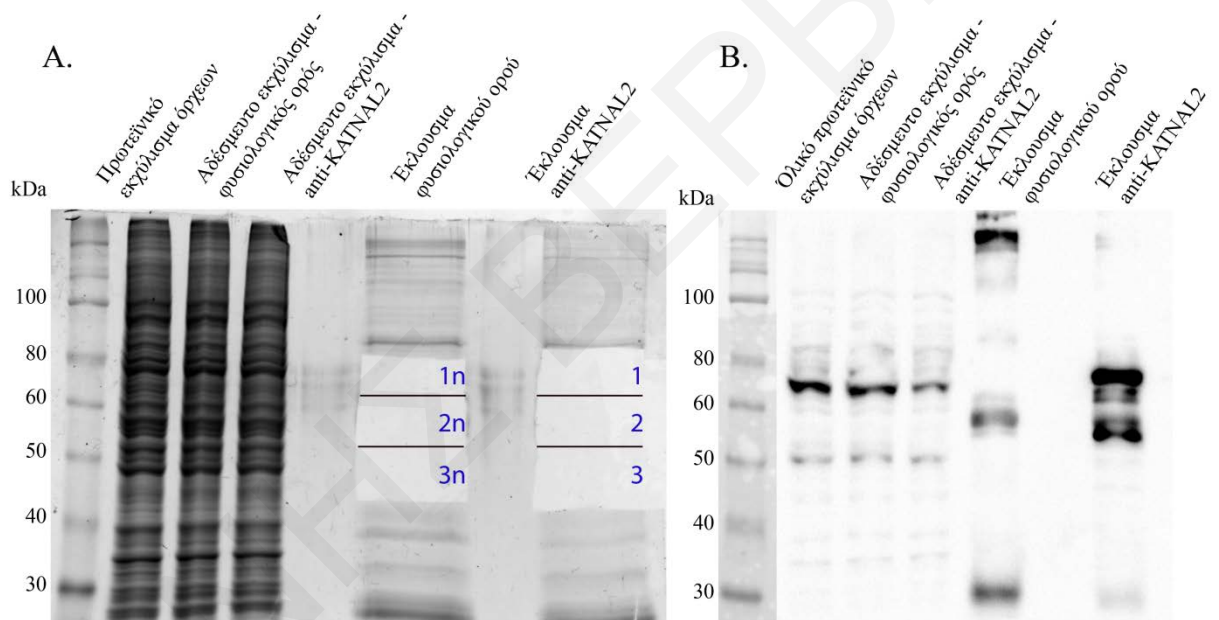 A.
Πρωτεϊνικό
εκχύλισμα όρχεων
Αδέσμευτο εκχύλισμα -
φυσιολογικός ορός
Αδέσμευτο εκχύλισμα -
anti-KATNAL2
Έκλουσμα
φυσιολογικού ορού
Έκλουσμα
anti-KATNAL2
kDa
100
80
60
50
40
30
1n
2n
3n
1
2
3
B.
Όλικό πρωτεϊνικό
εκχύλισμα όρχεων
Αδέσμευτο εκχύλισμα -
φυσιολογικός ορός
Αδέσμευτο εκχύλισμα -
anti-KATNAL2
Έκλουσμα
φυσιολογικού ορού
Έκλουσμα
anti-KATNAL2
kDa
100
80
60
50
40
30